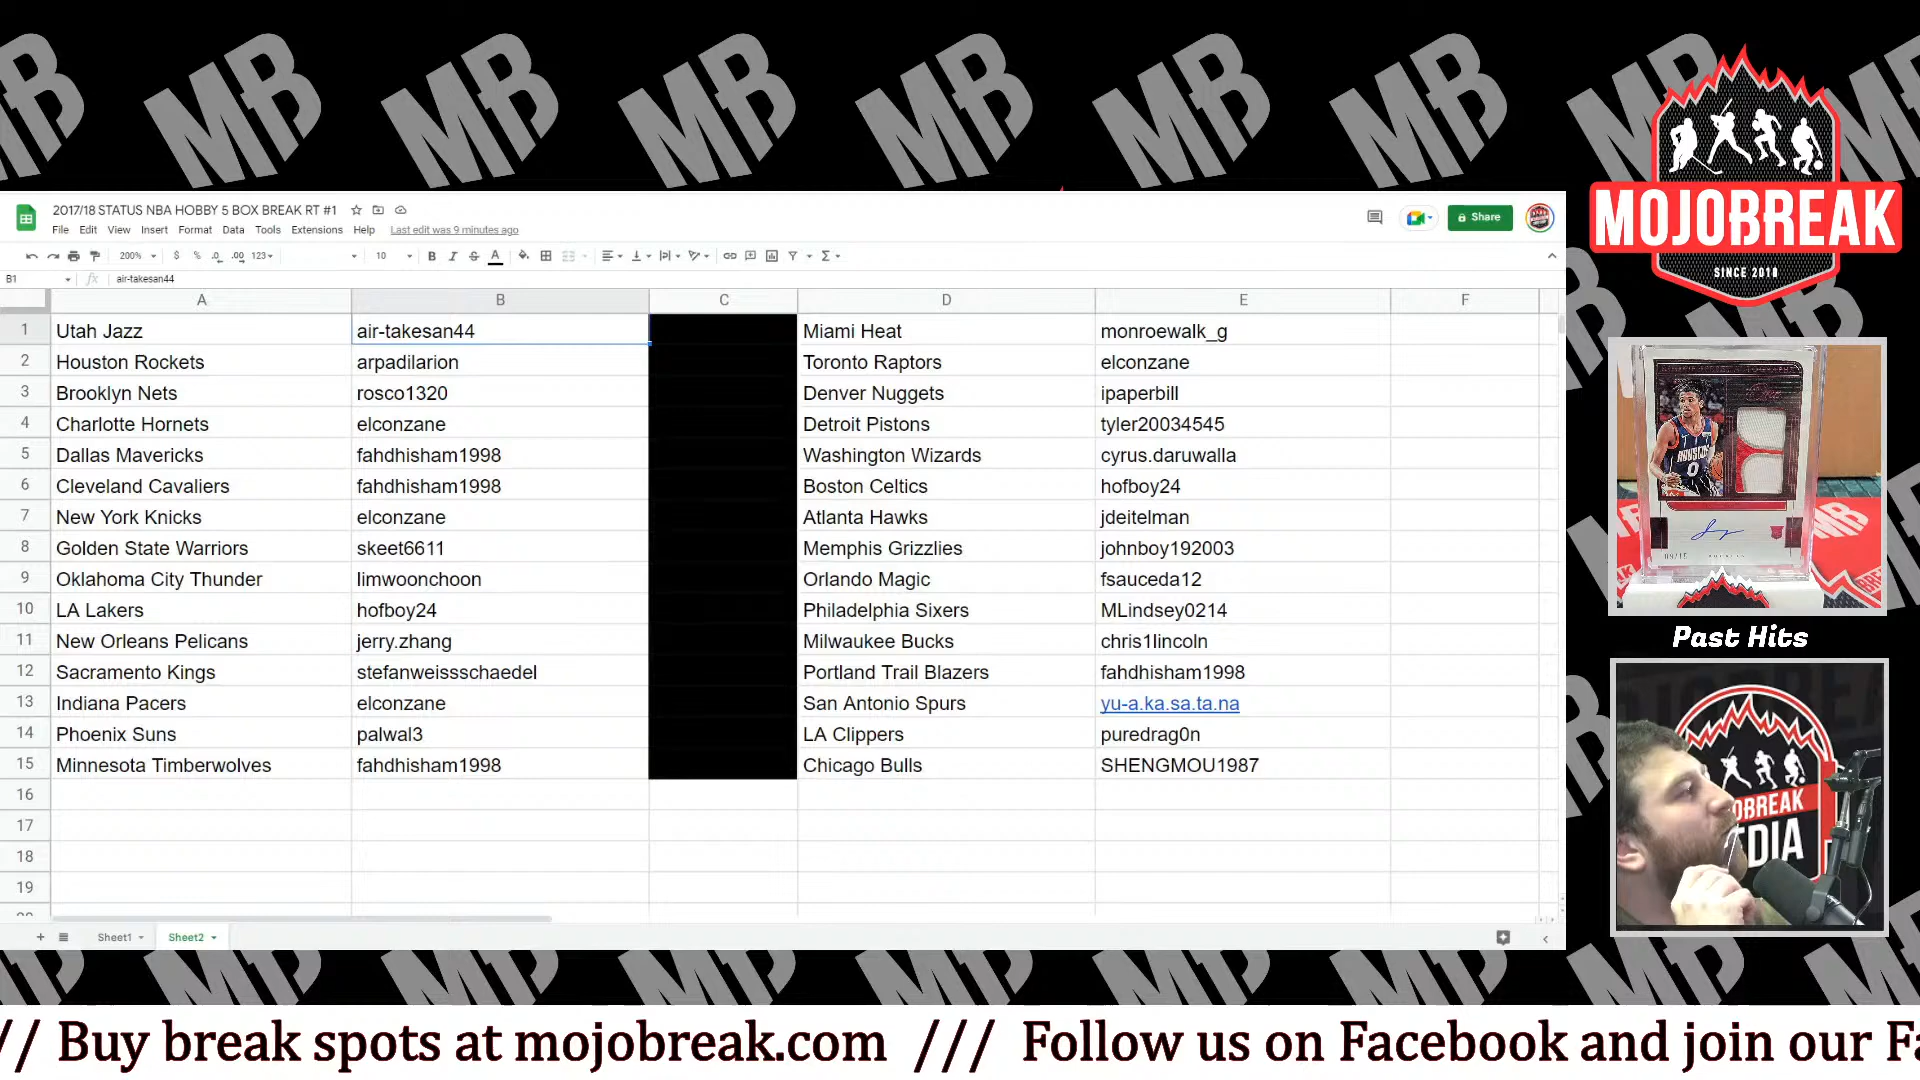 2017/18 STATUS NBA HOBBY 5 BOX BREAK RT #1
File Edit View Insert Format Data Tools Extensions Help Last edit was 9 minutes ago
Share
200% $ % .0 .00 123 10 B I S A
B1 fx air-takesan44
A B C D E F
1 Utah Jazz air-takesan44 Miami Heat monroewalk_g
2 Houston Rockets arpadilarion Toronto Raptors elconzane
3 Brooklyn Nets rosco1320 Denver Nuggets ipaperbill
4 Charlotte Hornets elconzane Detroit Pistons tyler20034545
5 Dallas Mavericks fahdhisham1998 Washington Wizards cyrus.daruwalla
6 Cleveland Cavaliers fahdhisham1998 Boston Celtics hofboy24
7 New York Knicks elconzane Atlanta Hawks jdeitelman
8 Golden State Warriors skeet6611 Memphis Grizzlies johnboy192003
9 Oklahoma City Thunder limwoonchoon Orlando Magic fsauceda12
10 LA Lakers hofboy24 Philadelphia Sixers MLindsey0214
11 New Orleans Pelicans jerry.zhang Milwaukee Bucks chris1lincoln
12 Sacramento Kings stefanweissschaedel Portland Trail Blazers fahdhisham1998
13 Indiana Pacers elconzane San Antonio Spurs yu-a.ka.sa.ta.na
14 Phoenix Suns palwal3 LA Clippers puredrag0n
15 Minnesota Timberwolves fahdhisham1998 Chicago Bulls SHENGMOU1987
16
17
18
19
Sheet1 Sheet2
MOJOBREAK
SINCE 2018
Past Hits
// Buy break spots at mojobreak.com /// Follow us on Facebook and join our Fa